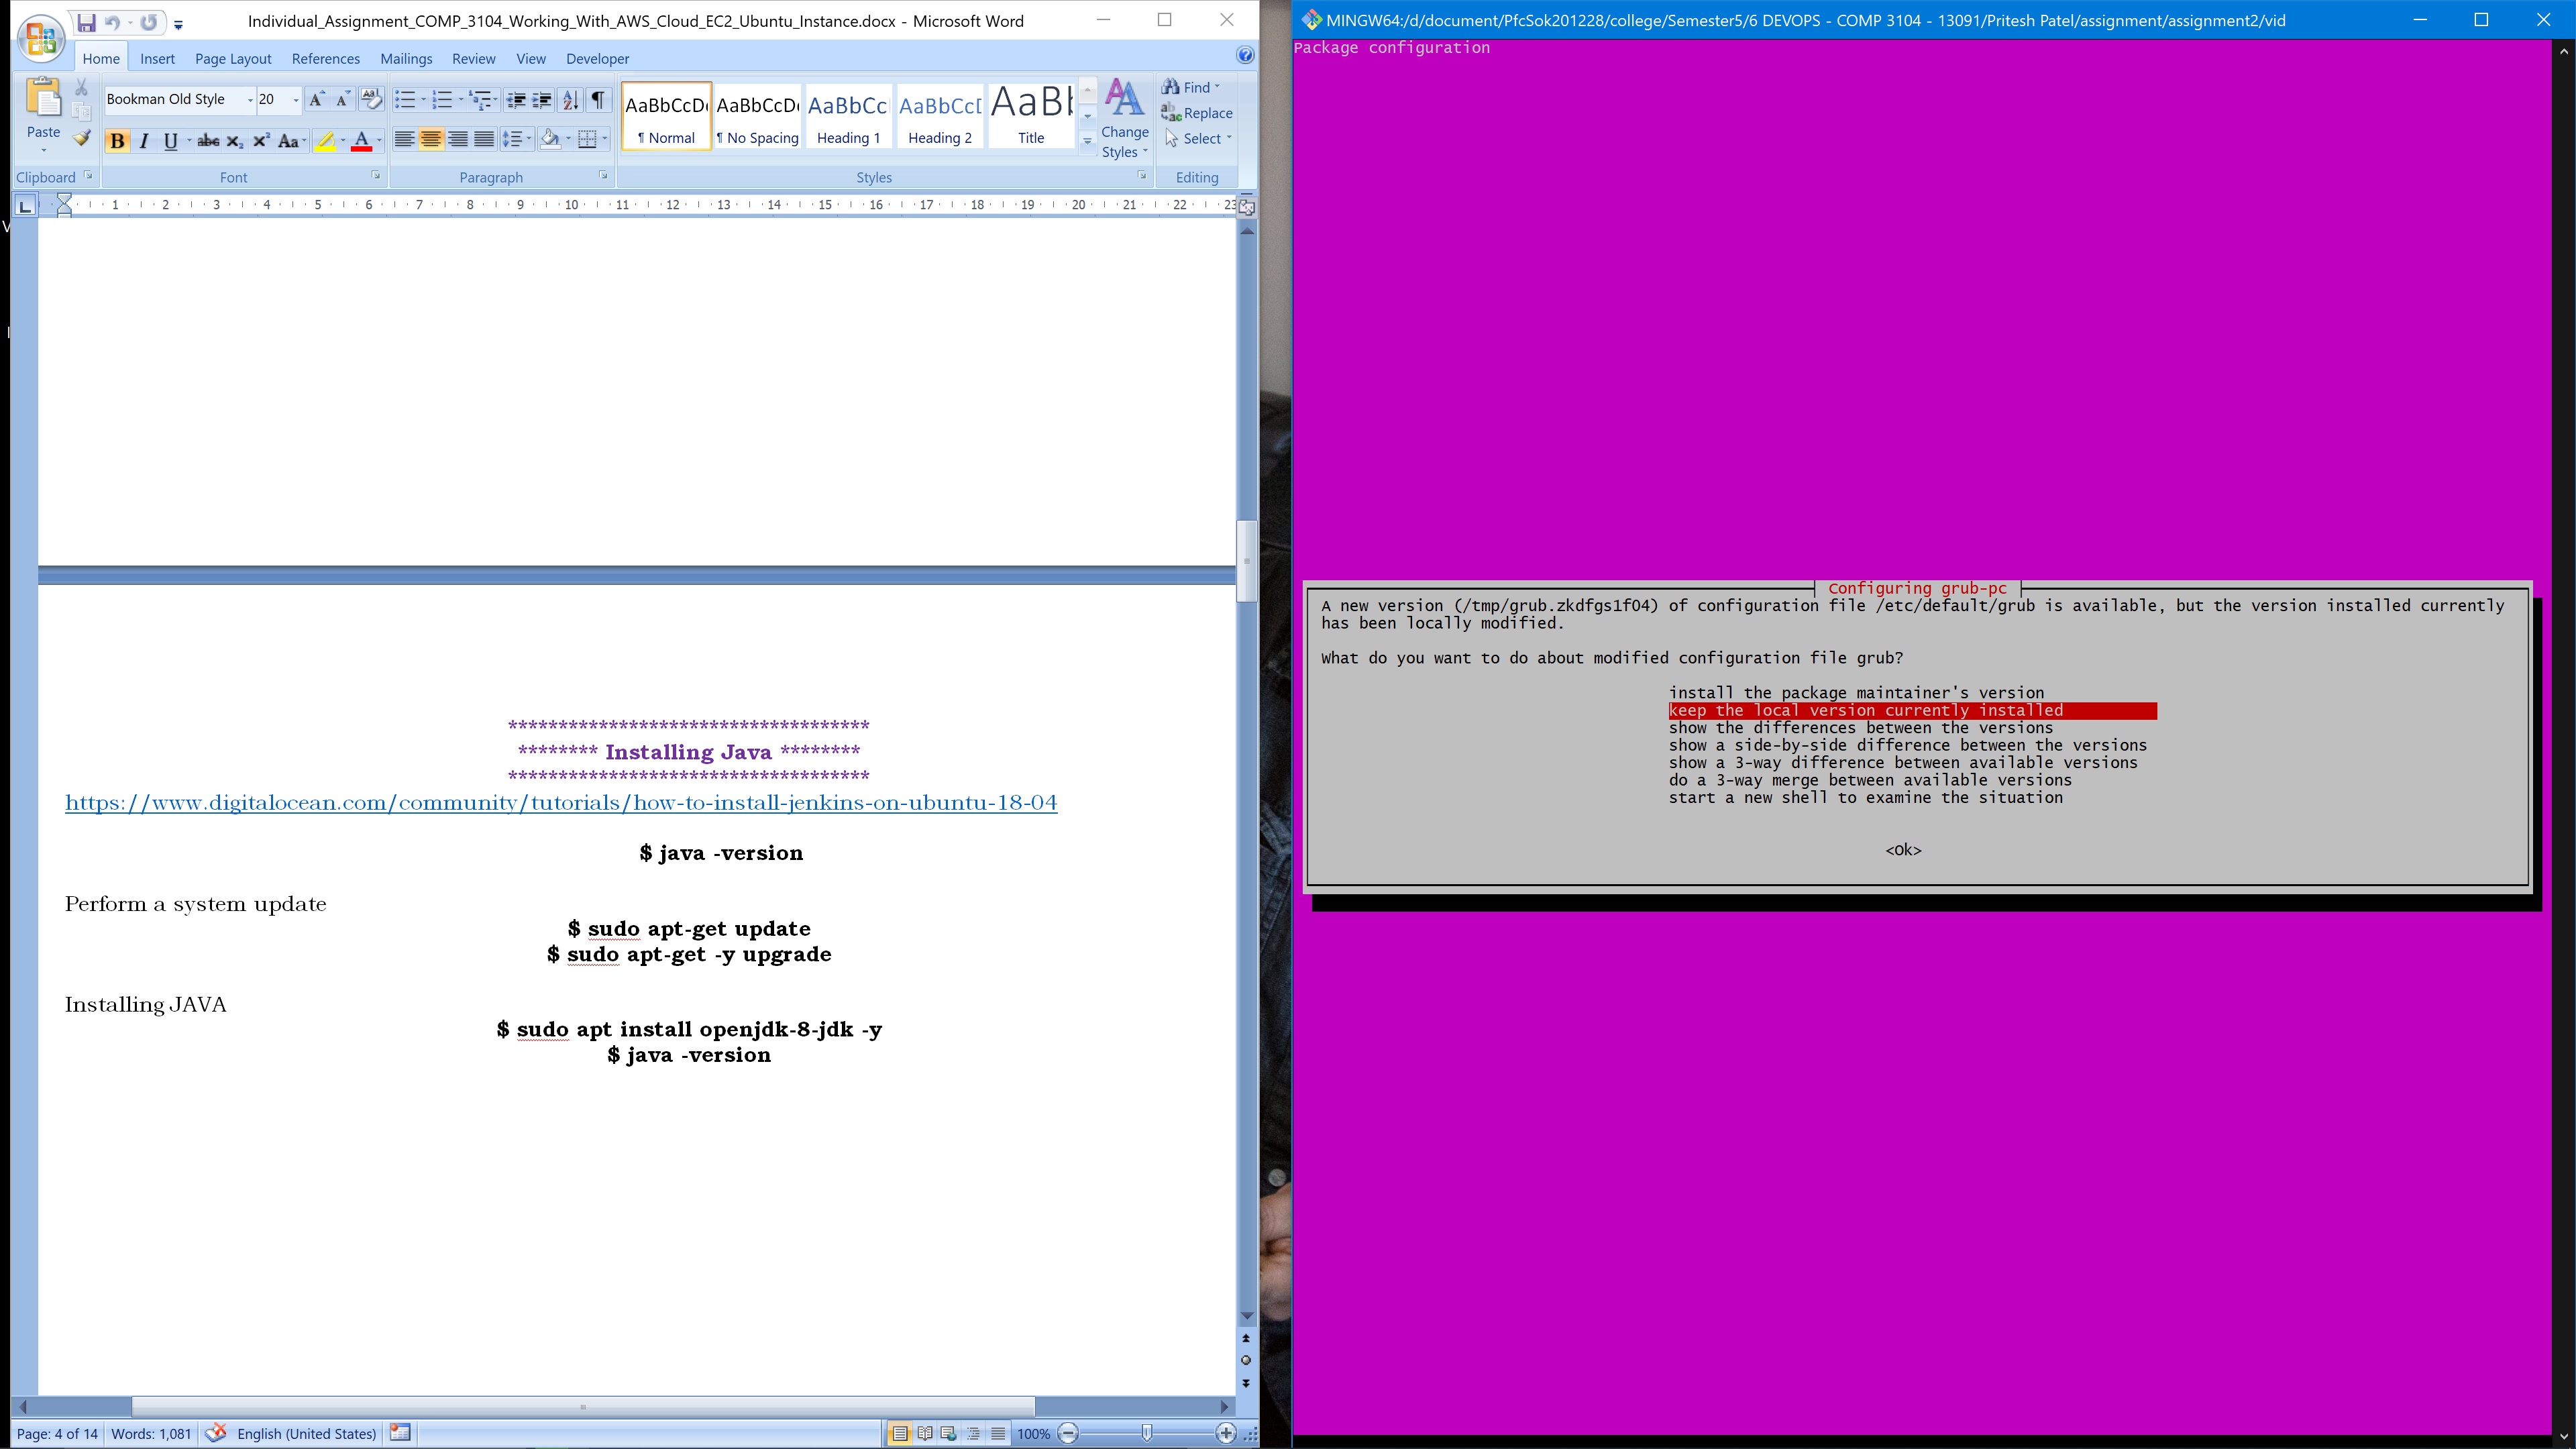 Individual_Assignment_COMP_3104_Working_With_AWS_Cloud_EC2_Ubuntu_Instance.docx - Microsoft Word
Home Insert Page Layout References Mailings Review View Developer
Paste
Clipboard
Bookman Old Style 20
B I U abc x₂ x² Aa A
Font
Paragraph
AaBbCcDc AaBbCcDc AaBbCc AaBbCcD AaBb
¶ Normal ¶ No Spacing Heading 1 Heading 2 Title
Change
Styles
Styles
Find
Replace
Select
Editing
1 2 3 4 5 6 7 8 9 10 11 12 13 14 15 16 17 18 19 20 21 22 23
************************************
******** Installing Java ********
************************************
https://www.digitalocean.com/community/tutorials/how-to-install-jenkins-on-ubuntu-18-04
$ java -version
Perform a system update
$ sudo apt-get update
$ sudo apt-get -y upgrade
Installing JAVA
$ sudo apt install openjdk-8-jdk -y
$ java -version
Page: 4 of 14 Words: 1,081 English (United States) 100%
MINGW64:/d/document/PfcSok201228/college/Semester5/6 DEVOPS - COMP 3104 - 13091/Pritesh Patel/assignment/assignment2/vid
Package configuration
Configuring grub-pc
A new version (/tmp/grub.zkdfgs1f04) of configuration file /etc/default/grub is available, but the version installed currently
has been locally modified.
What do you want to do about modified configuration file grub?
install the package maintainer's version
keep the local version currently installed
show the differences between the versions
show a side-by-side difference between the versions
show a 3-way difference between available versions
do a 3-way merge between available versions
start a new shell to examine the situation
<Ok>